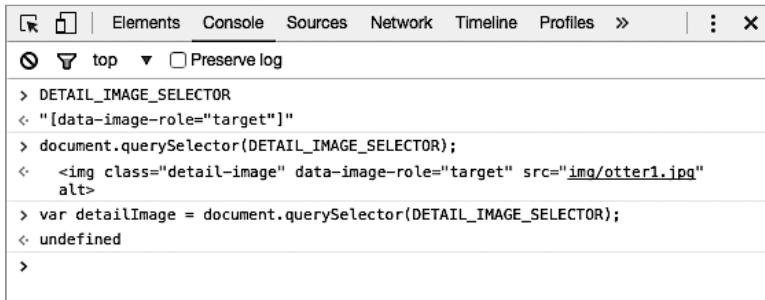 Elements Console Sources Network Timeline Profiles »
top ▼ Preserve log
> DETAIL_IMAGE_SELECTOR
< "[data-image-role="target"]"
> document.querySelector(DETAIL_IMAGE_SELECTOR);
< <img class="detail-image" data-image-role="target" src="img/otter1.jpg"
alt>
> var detailImage = document.querySelector(DETAIL_IMAGE_SELECTOR);
< undefined
>